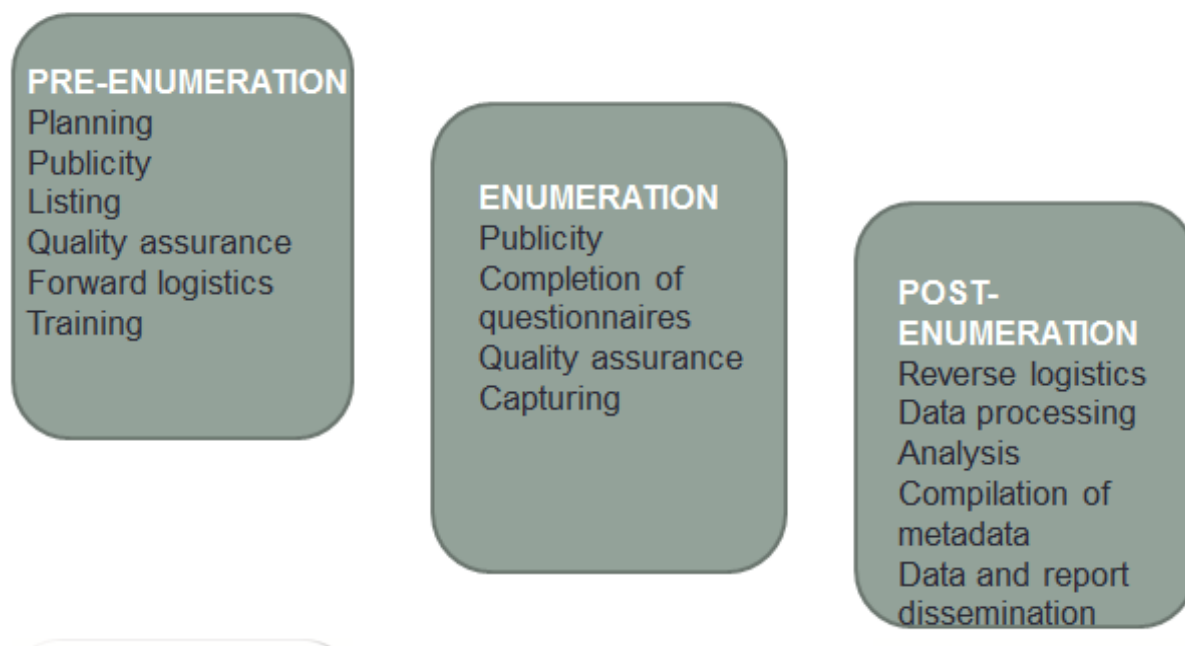 PRE-ENUMERATION
Planning
Publicity
Listing
Quality assurance
Forward logistics
Training
ENUMERATION
Publicity
Completion of
questionnaires
Quality assurance
Capturing
POST-
ENUMERATION
Reverse logistics
Data processing
Analysis
Compilation of
metadata
Data and report
dissemination